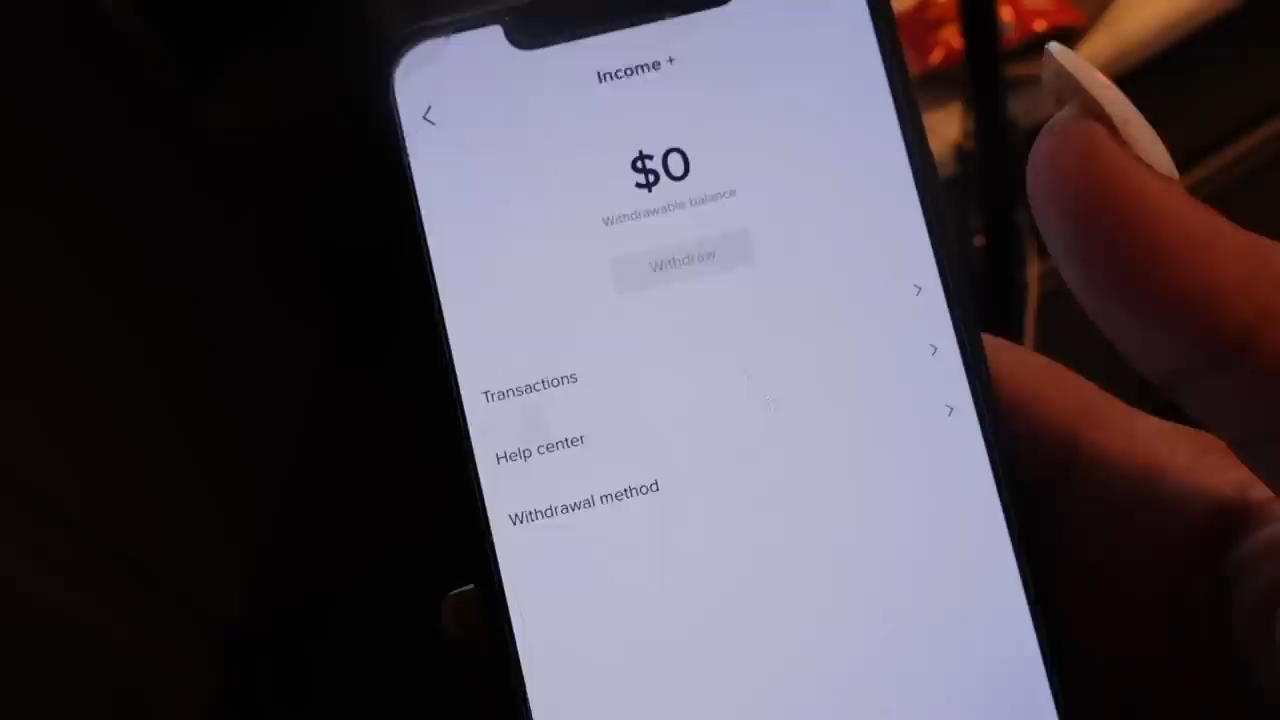 Income +
$0
Withdrawable balance
Withdraw
Transactions
Help center
Withdrawal method